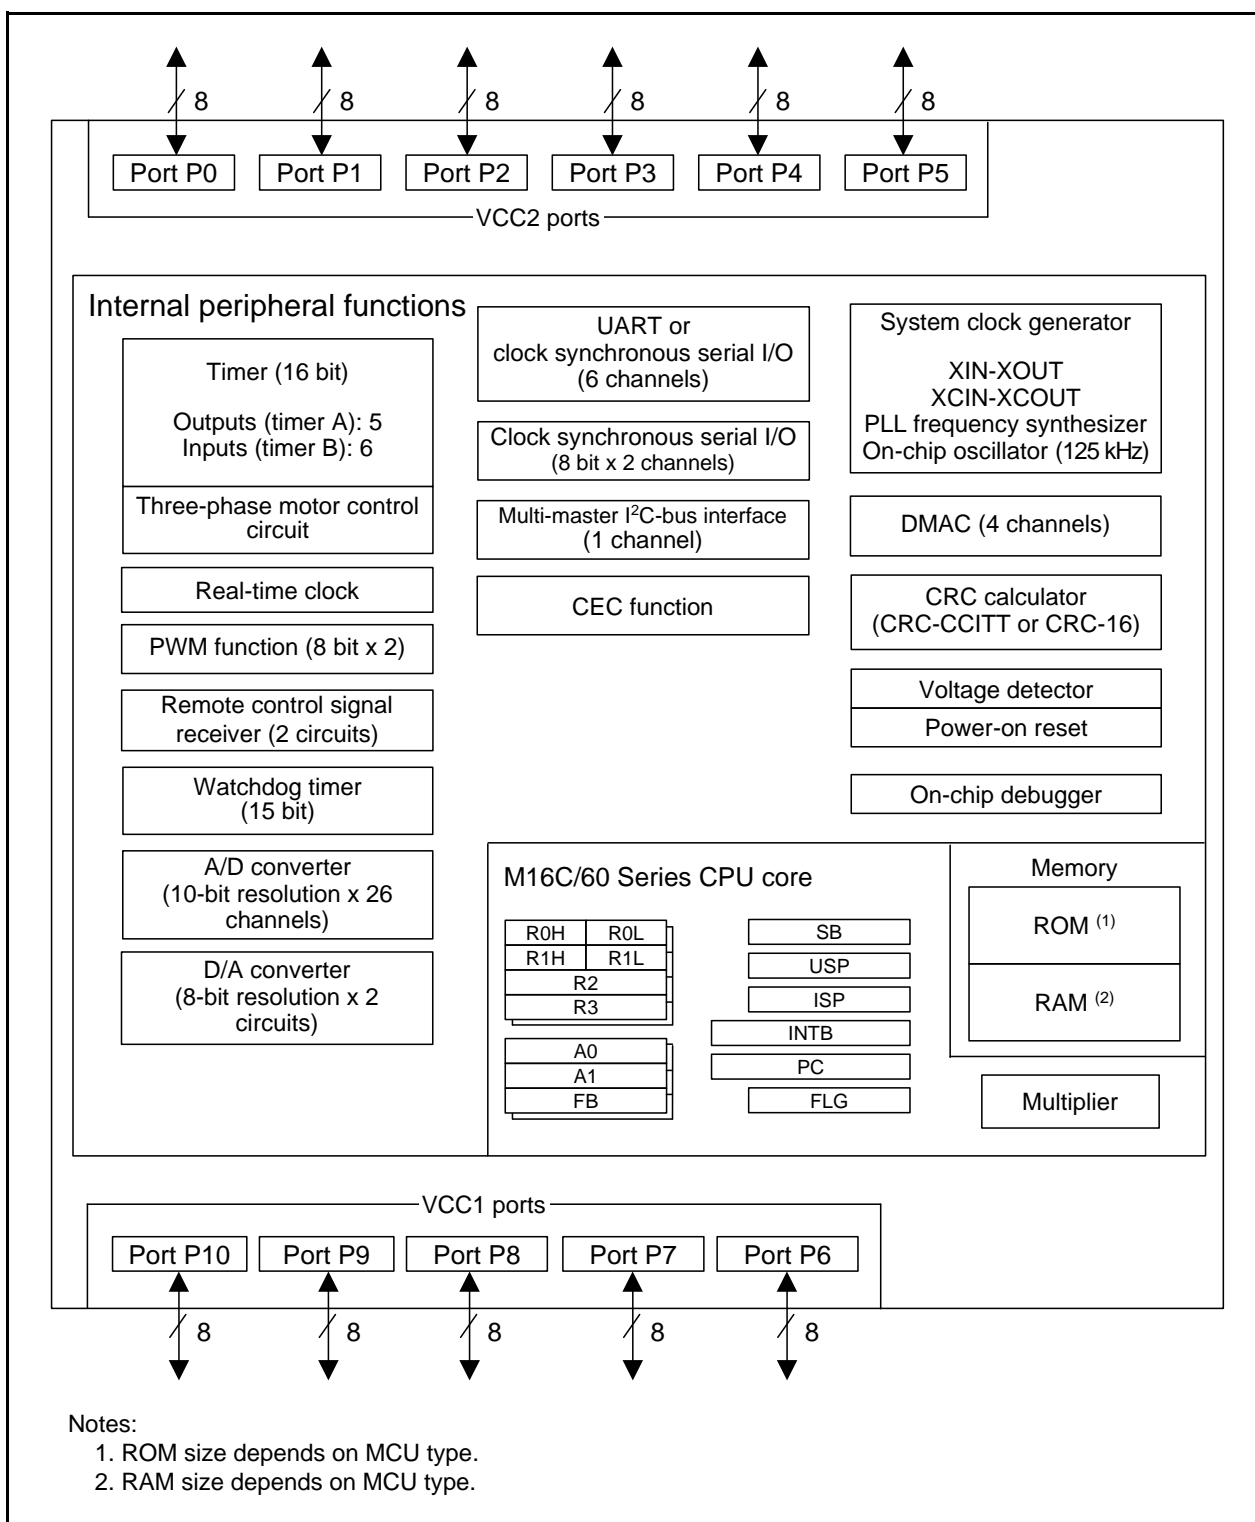 8 8 8 8 8 8
Port P0 Port P1 Port P2 Port P3 Port P4 Port P5
VCC2 ports
Internal peripheral functions
Timer (16 bit)
Outputs (timer A): 5
Inputs (timer B): 6
Three-phase motor control
circuit
Real-time clock
PWM function (8 bit x 2)
Remote control signal
receiver (2 circuits)
Watchdog timer
(15 bit)
A/D converter
(10-bit resolution x 26
channels)
D/A converter
(8-bit resolution x 2
circuits)
UART or
clock synchronous serial I/O
(6 channels)
Clock synchronous serial I/O
(8 bit x 2 channels)
Multi-master I²C-bus interface
(1 channel)
CEC function
System clock generator
XIN-XOUT
XCIN-XCOUT
PLL frequency synthesizer
On-chip oscillator (125 kHz)
DMAC (4 channels)
CRC calculator
(CRC-CCITT or CRC-16)
Voltage detector
Power-on reset
On-chip debugger
M16C/60 Series CPU core
R0H R0L
R1H R1L
R2
R3
A0
A1
FB
SB
USP
ISP
INTB
PC
FLG
Memory
ROM (1)
RAM (2)
Multiplier
VCC1 ports
Port P10 Port P9 Port P8 Port P7 Port P6
8 8 8 8 8
Notes:
1. ROM size depends on MCU type.
2. RAM size depends on MCU type.